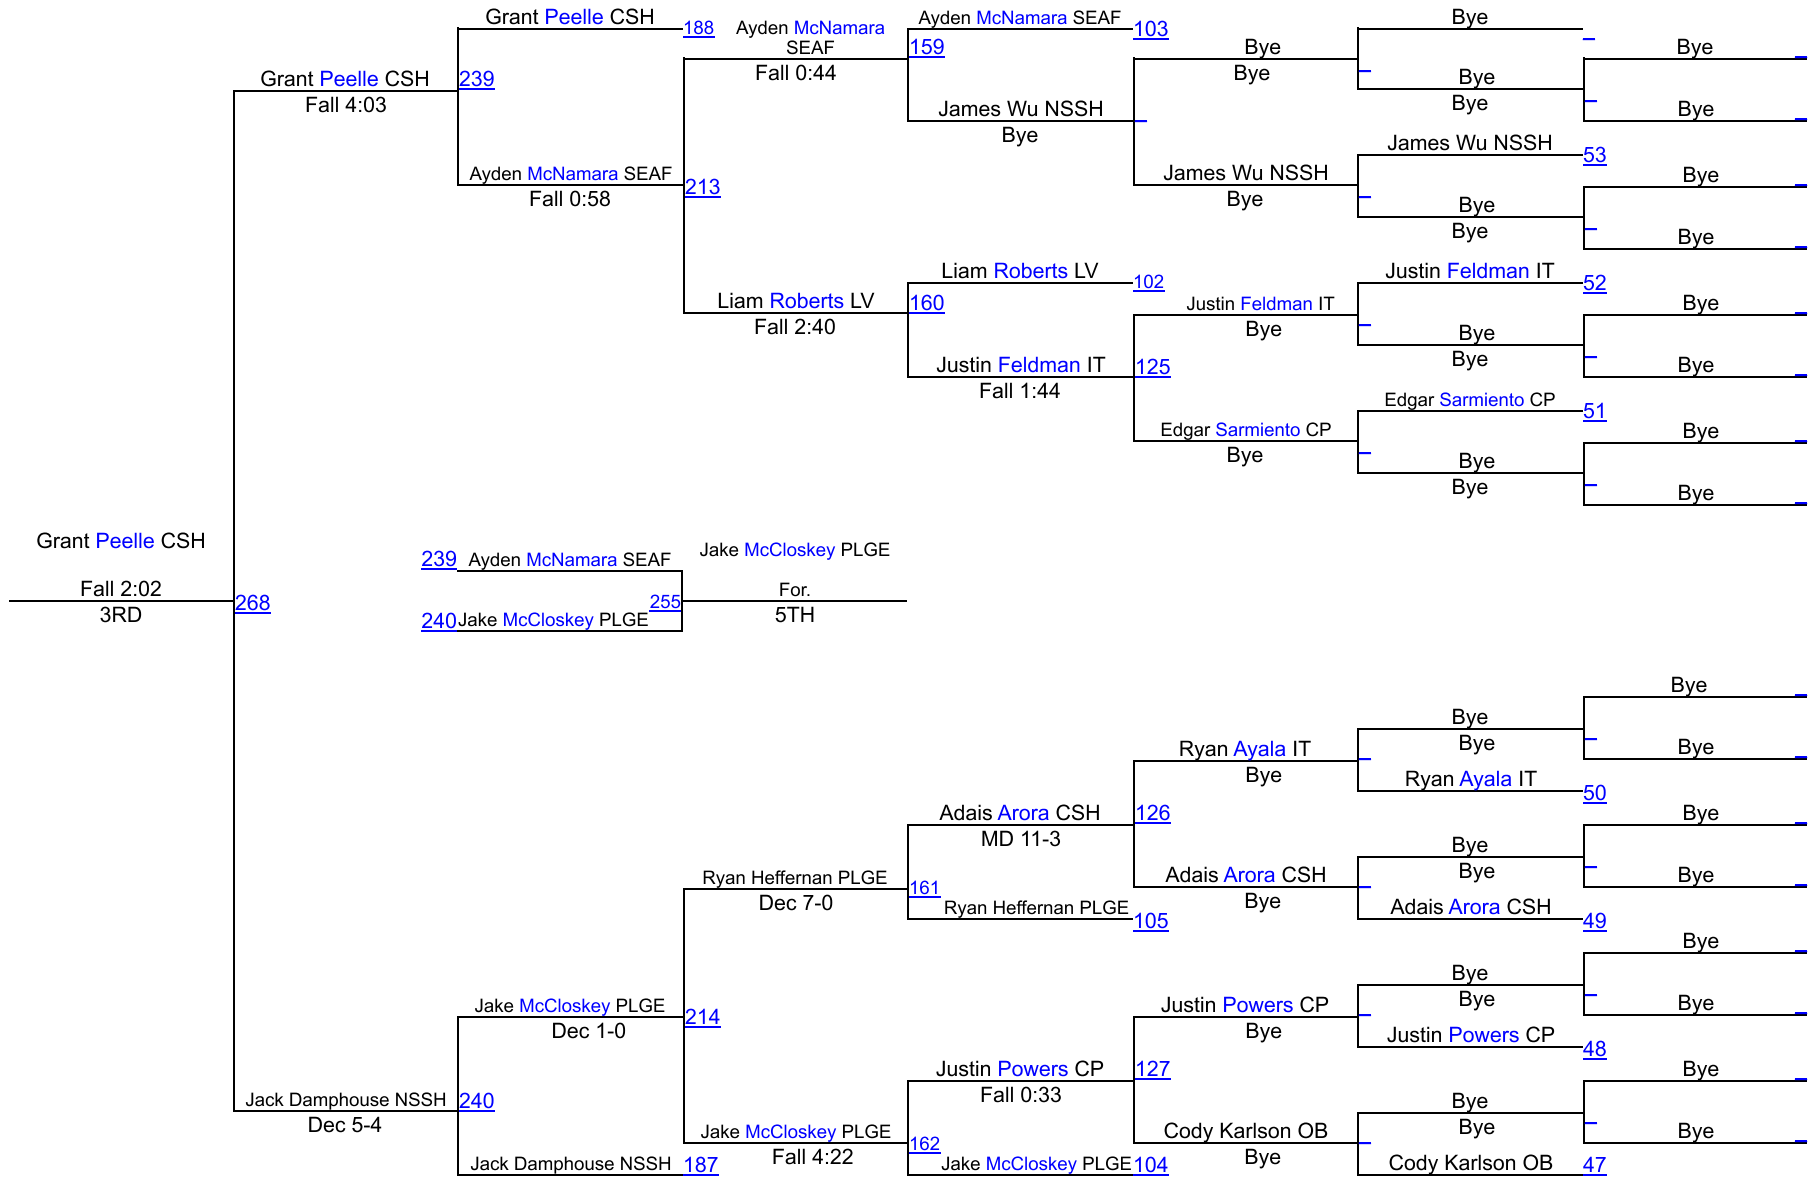 Grant Peelle CSH
188
Ayden McNamara
SEAF
Fall 0:44
Ayden McNamara SEAF
103
159
Bye
Bye
Bye
Bye
Bye
Bye
Bye
Grant Peelle CSH
239
Fall 4:03
James Wu NSSH
Bye
James Wu NSSH
53
Ayden McNamara SEAF
213
Fall 0:58
James Wu NSSH
Bye
Bye
Bye
Bye
Bye
Liam Roberts LV
160
Fall 2:40
Liam Roberts LV
102
Justin Feldman IT
Bye
Justin Feldman IT
52
Bye
Bye
Bye
Bye
Justin Feldman IT
125
Fall 1:44
Edgar Sarmiento CP
51
Edgar Sarmiento CP
Bye
Bye
Bye
Bye
Bye
Grant Peelle CSH
Fall 2:02
268
3RD
239
Ayden McNamara SEAF
Jake McCloskey PLGE
255
For.
240
Jake McCloskey PLGE
5TH
Bye
Bye
Bye
Bye
Ryan Ayala IT
Bye
Ryan Ayala IT
50
Adais Arora CSH
126
MD 11-3
Bye
Bye
Bye
Bye
Ryan Heffernan PLGE
161
Dec 7-0
Adais Arora CSH
Bye
Ryan Heffernan PLGE
105
Adais Arora CSH
49
Bye
Bye
Bye
Bye
Jake McCloskey PLGE
214
Dec 1-0
Justin Powers CP
Bye
Justin Powers CP
48
Justin Powers CP
127
Fall 0:33
Bye
Bye
Bye
Bye
Jack Damphouse NSSH
240
Dec 5-4
Jake McCloskey PLGE
162
Fall 4:22
Cody Karlson OB
Bye
Jack Damphouse NSSH
187
Jake McCloskey PLGE
104
Cody Karlson OB
47